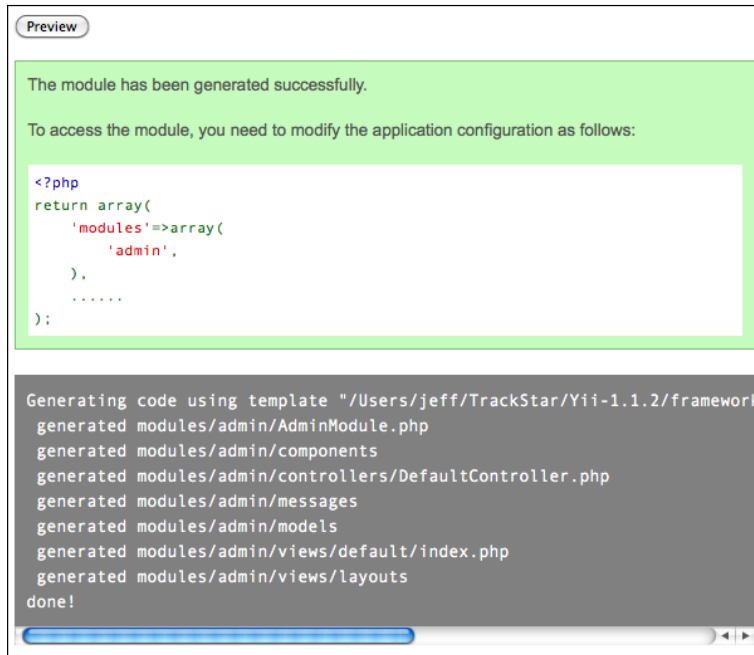 Preview
The module has been generated successfully.
To access the module, you need to modify the application configuration as follows:
<?php
return array(
    'modules'=>array(
        'admin',
    ),
    ......
);
Generating code using template "/Users/jeff/TrackStar/Yii-1.1.2/framework
 generated modules/admin/AdminModule.php
 generated modules/admin/components
 generated modules/admin/controllers/DefaultController.php
 generated modules/admin/messages
 generated modules/admin/models
 generated modules/admin/views/default/index.php
 generated modules/admin/views/layouts
done!